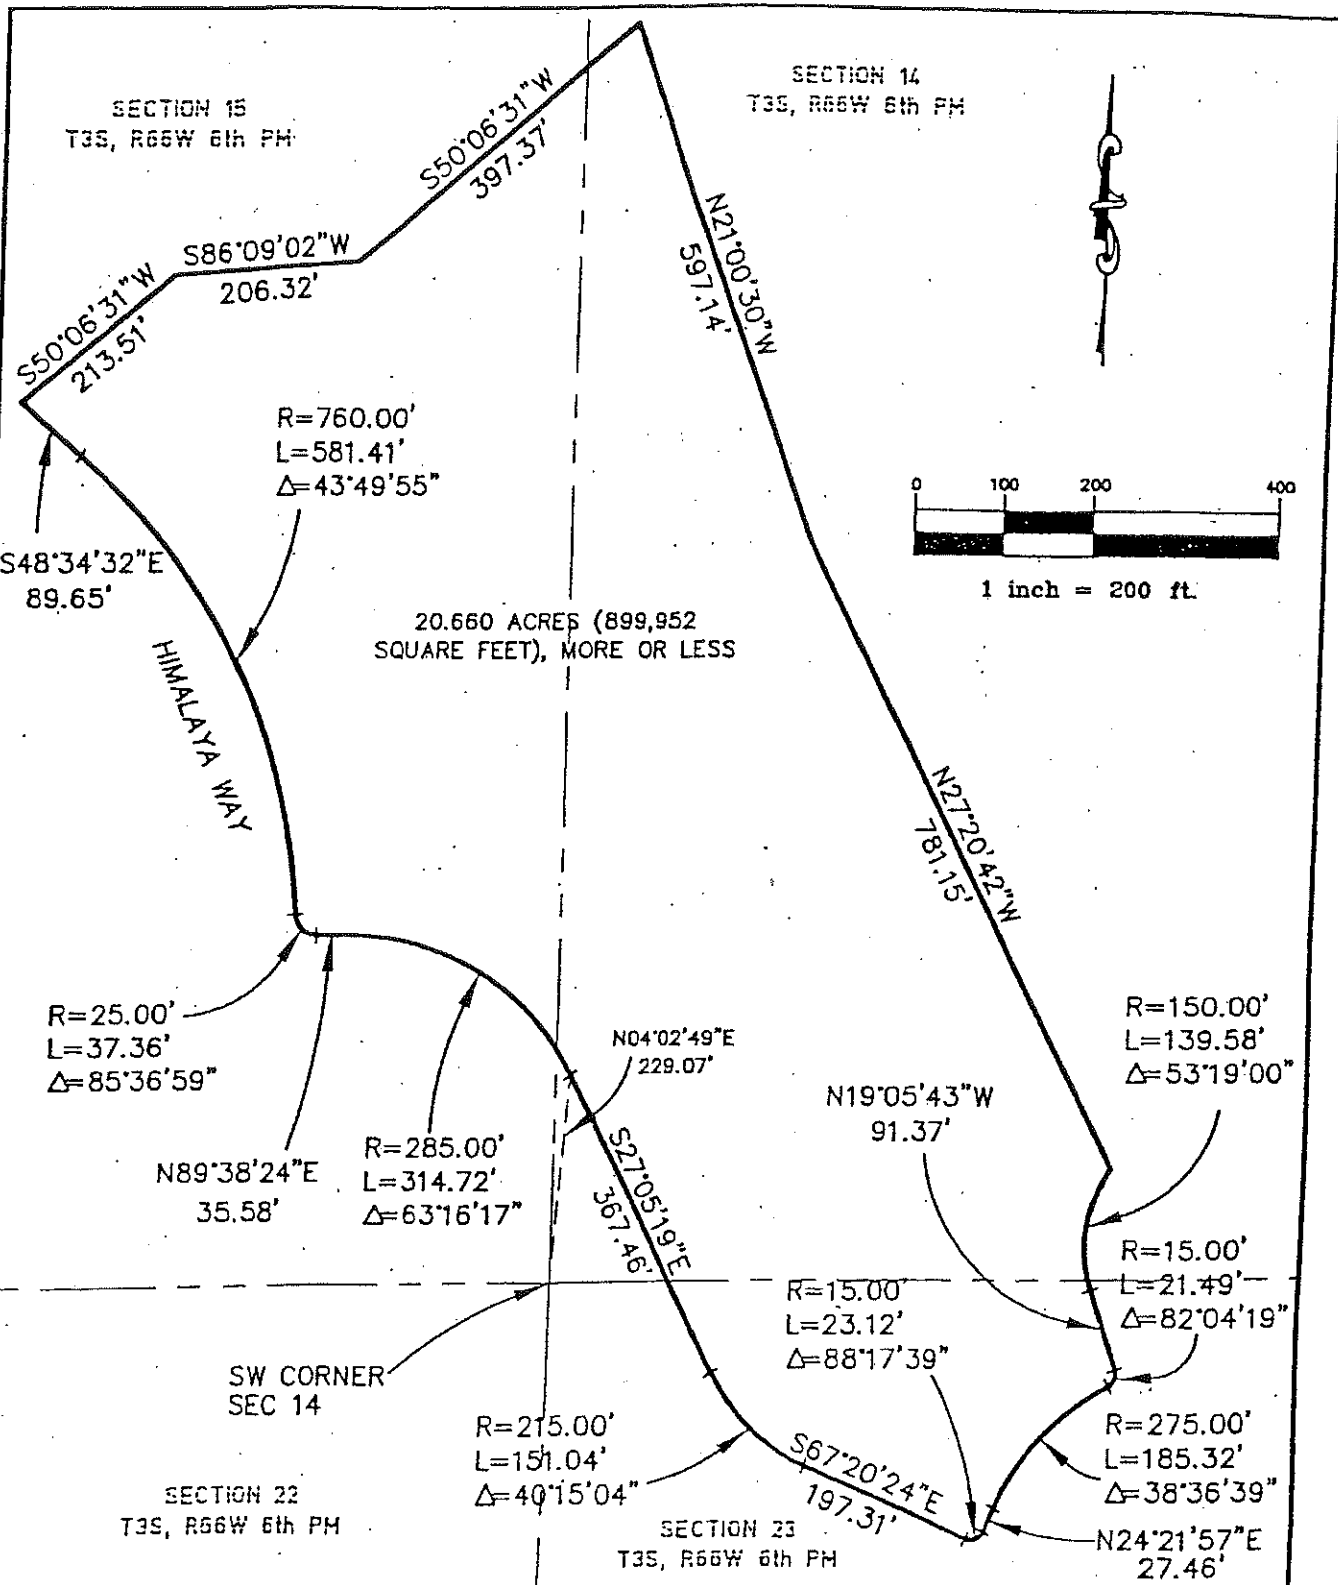 SECTION 15
T3S, R66W 6th PM
SECTION 14
T3S, R66W 6th PM
S50°06'31"W
397.37'
N21°00'30"W
597.14'
S86°09'02"W
206.32'
S50°06'31"W
213.51'
R=760.00'
L=581.41'
Δ=43°49'55"
0 100 200 400
1 inch = 200 ft.
S48°34'32"E
89.65'
20.660 ACRES (899,952
SQUARE FEET), MORE OR LESS
HIMALAYA WAY
N27°20'42"W
781.15'
R=25.00'
L=37.36'
Δ=85°36'59"
N04°02'49"E
229.07'
R=150.00'
L=139.58'
Δ=53°19'00"
N19°05'43"W
91.37'
N89°38'24"E
35.58'
R=285.00'
L=314.72'
Δ=63°16'17"
S27°05'19"E
367.46'
R=15.00'
L=21.49'
Δ=82°04'19"
R=15.00'
L=23.12'
Δ=88°17'39"
SW CORNER
SEC 14
R=215.00'
L=151.04'
Δ=40°15'04"
S67°20'24"E
197.31'
R=275.00'
L=185.32'
Δ=38°36'39"
N24°21'57"E
27.46'
SECTION 22
T3S, R66W 6th PM
SECTION 23
T3S, R66W 6th PM